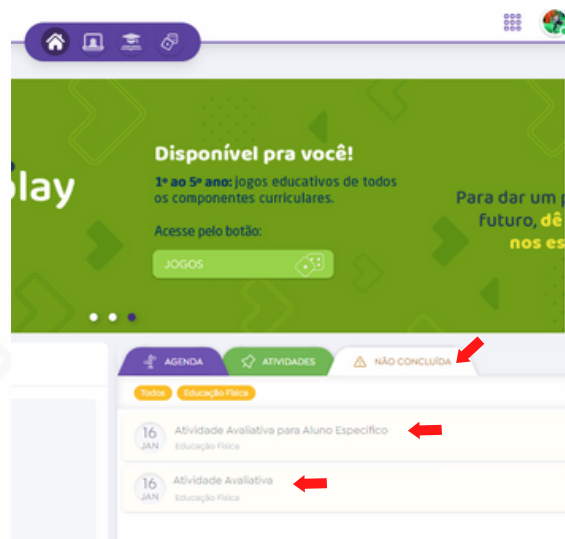 Disponível pra você!
lay
1º ao 5º ano: jogos educativos de todos
os componentes curriculares.
Para dar um
futuro, dê
nos es
Acesse pelo botão:
JOGOS
AGENDA
ATIVIDADES
NÃO CONCLUÍDA
Todos
Educação Física
16
JAN
Atividade Avaliativa para Aluno Específico
Educação Física
16
JAN
Atividade Avaliativa
Educação Física